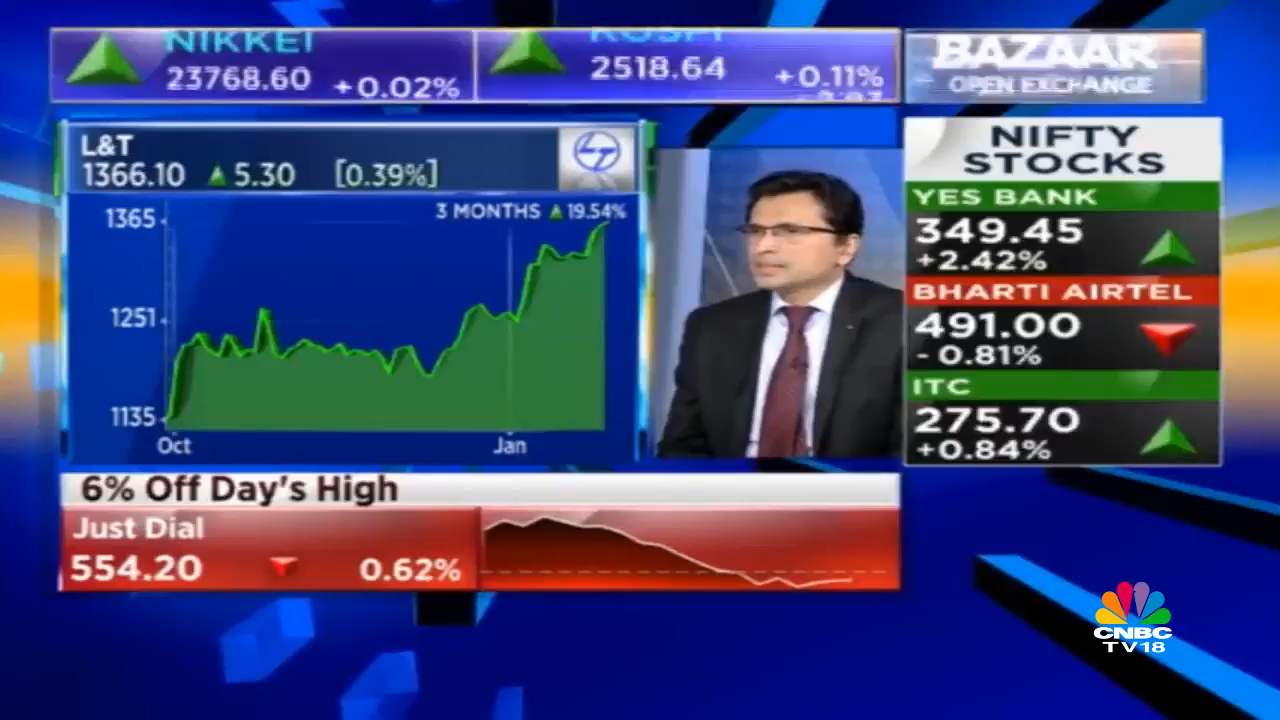 NIKKEI
23768.60 +0.02%
KOSPI
2518.64 +0.11%
BAZAAR
OPEN EXCHANGE
L&T
1366.10 5.30 [0.39%]
3 MONTHS 19.54%
1365
1251
1135
Oct Jan
NIFTY
STOCKS
YES BANK
349.45
+2.42%
BHARTI AIRTEL
491.00
- 0.81%
ITC
275.70
+0.84%
6% Off Day's High
Just Dial
554.20 0.62%
CNBC
TV18